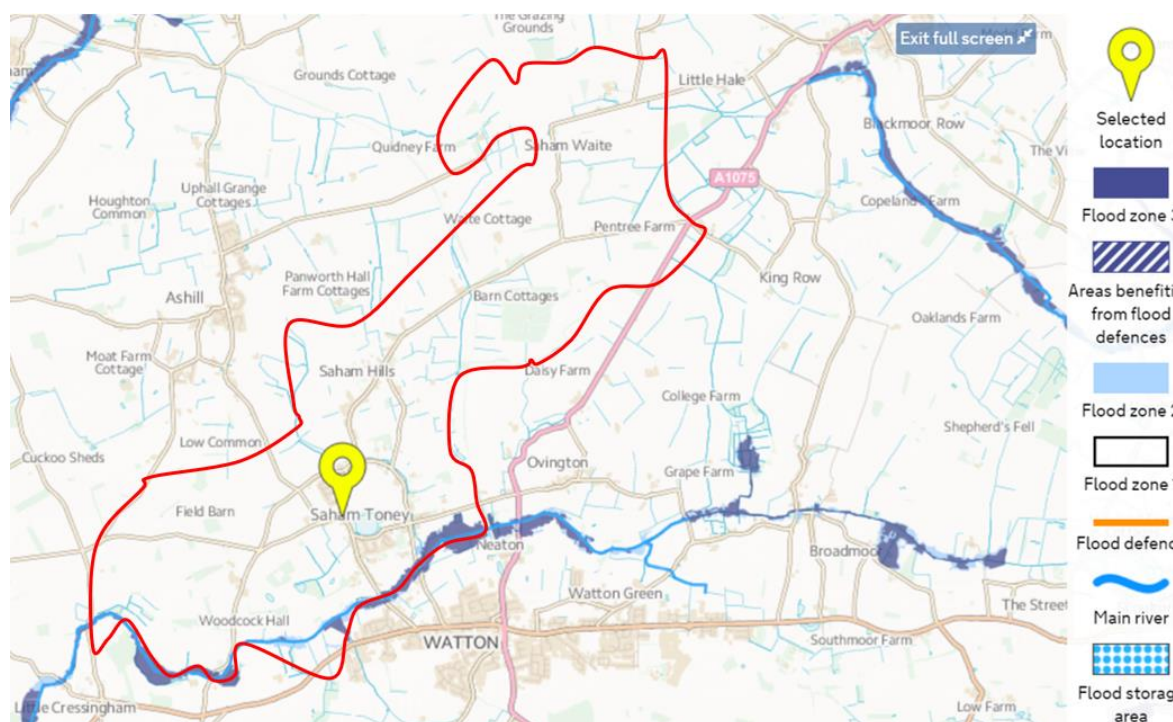 The Grazing
Grounds
Exit full screen
Grounds Cottage
Little Hale
Blackmoor Row
Quidney Farm
Saham Waite
The Vi
Uphall Grange
Cottages
A1075
Houghton
Common
Copeland Farm
Waite Cottage
Pentree Farm
King Row
Panworth Hall
Farm Cottages
Barn Cottages
Ashill
Oaklands Farm
Moat Farm
Cottage
Saham Hills
Daisy Farm
College Farm
Shepherd's Fell
Low Common
Cuckoo Sheds
Ovington
Grape Farm
Field Barn
Saham Toney
Neaton
Broadmoor
Watton Green
The Street
Woodcock Hall
WATTON
Southmoor Farm
Little Cressingham
Low Farm
Selected
location
Flood zone 3
Areas benefiti
from flood
defences
Flood zone 2
Flood zone 1
Flood defenc
Main river
Flood storag
area